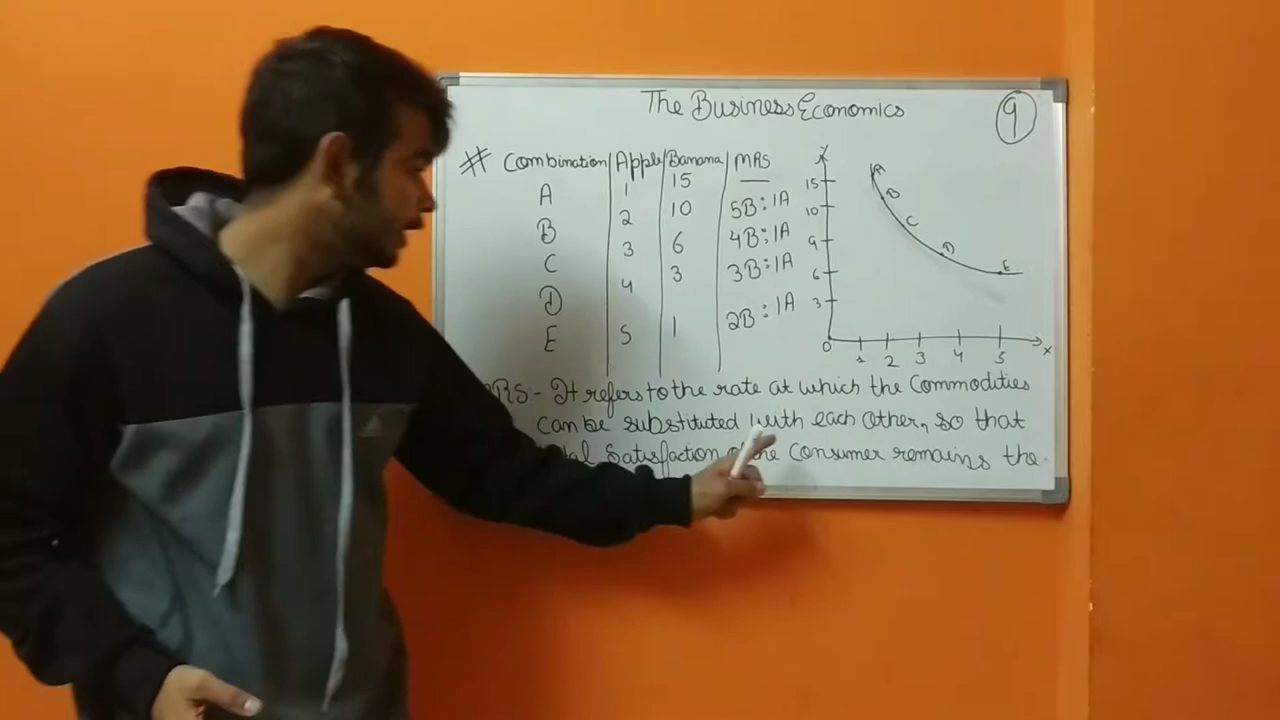 The Business Economics
9
# Combination Apple Banana MRS
A 1 15
B 2 10 5B:1A
C 3 6 4B:1A
D 4 3 3B:1A
E 5 1 2B:1A
Y
15
10
9
6
3
0 1 2 3 4 5 X
A
B
C
D
E
RS:- It refers to the rate at which the Commodities
can be substituted with each other, so that
Satisfaction the Consumer remains the